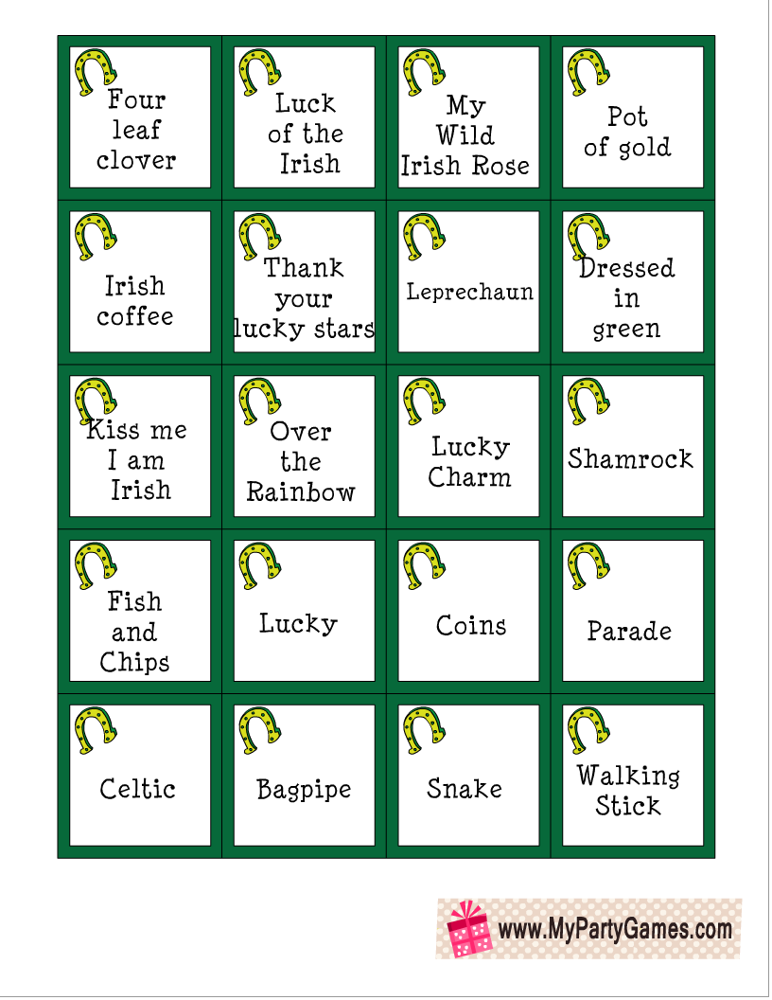 Four
leaf
clover
Luck
of the
Irish
My
Wild
Irish Rose
Pot
of gold
Irish
coffee
Thank
your
lucky stars
Leprechaun
Dressed
in
green
Kiss me
I am
Irish
Over
the
Rainbow
Lucky
Charm
Shamrock
Fish
and
Chips
Lucky
Coins
Parade
Celtic
Bagpipe
Snake
Walking
Stick
www.MyPartyGames.com